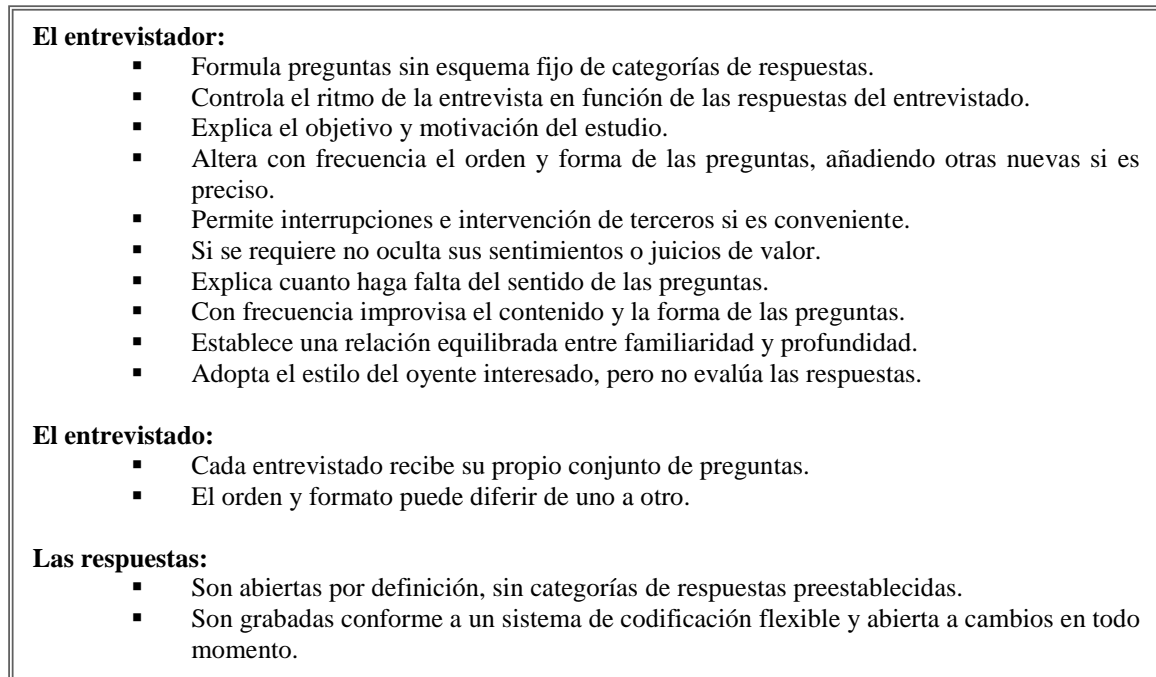 El entrevistador:
▪ Formula preguntas sin esquema fijo de categorías de respuestas.
▪ Controla el ritmo de la entrevista en función de las respuestas del entrevistado.
▪ Explica el objetivo y motivación del estudio.
▪ Altera con frecuencia el orden y forma de las preguntas, añadiendo otras nuevas si es
preciso.
▪ Permite interrupciones e intervención de terceros si es conveniente.
▪ Si se requiere no oculta sus sentimientos o juicios de valor.
▪ Explica cuanto haga falta del sentido de las preguntas.
▪ Con frecuencia improvisa el contenido y la forma de las preguntas.
▪ Establece una relación equilibrada entre familiaridad y profundidad.
▪ Adopta el estilo del oyente interesado, pero no evalúa las respuestas.
El entrevistado:
▪ Cada entrevistado recibe su propio conjunto de preguntas.
▪ El orden y formato puede diferir de uno a otro.
Las respuestas:
▪ Son abiertas por definición, sin categorías de respuestas preestablecidas.
▪ Son grabadas conforme a un sistema de codificación flexible y abierta a cambios en todo
momento.